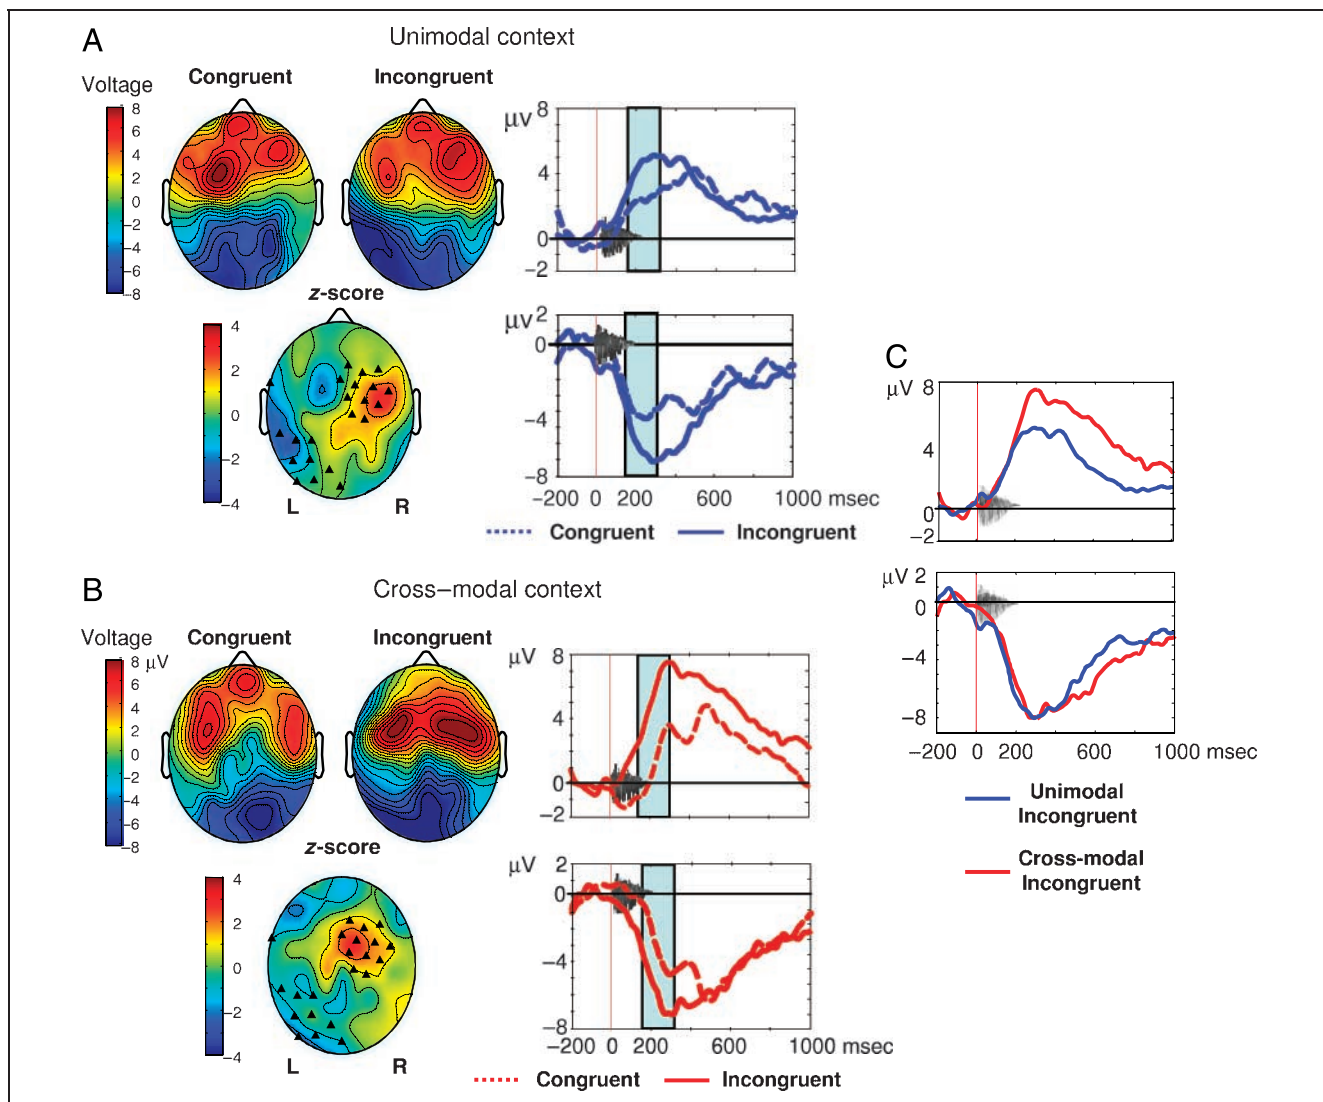 A
Unimodal context
Voltage
Congruent
Incongruent
8
6
4
2
0
−2
−4
−6
−8
z-score
4
2
0
−2
−4
L
R
μv
8
4
0
−2
μv
2
0
−4
−8
−200 0 200 600 1000 msec
Congruent Incongruent
B
Cross−modal context
Voltage
Congruent
Incongruent
8 μV
6
4
2
0
−2
−4
−6
−8
z-score
4
2
0
−2
−4
L
R
μV
8
4
0
−2
μV
2
0
−4
−8
−200 0 200 600 1000 msec
Congruent Incongruent
C
μV
8
4
0
−2
μV 2
0
−4
−8
−200 0 200 600 1000 msec
Unimodal
Incongruent
Cross-modal
Incongruent